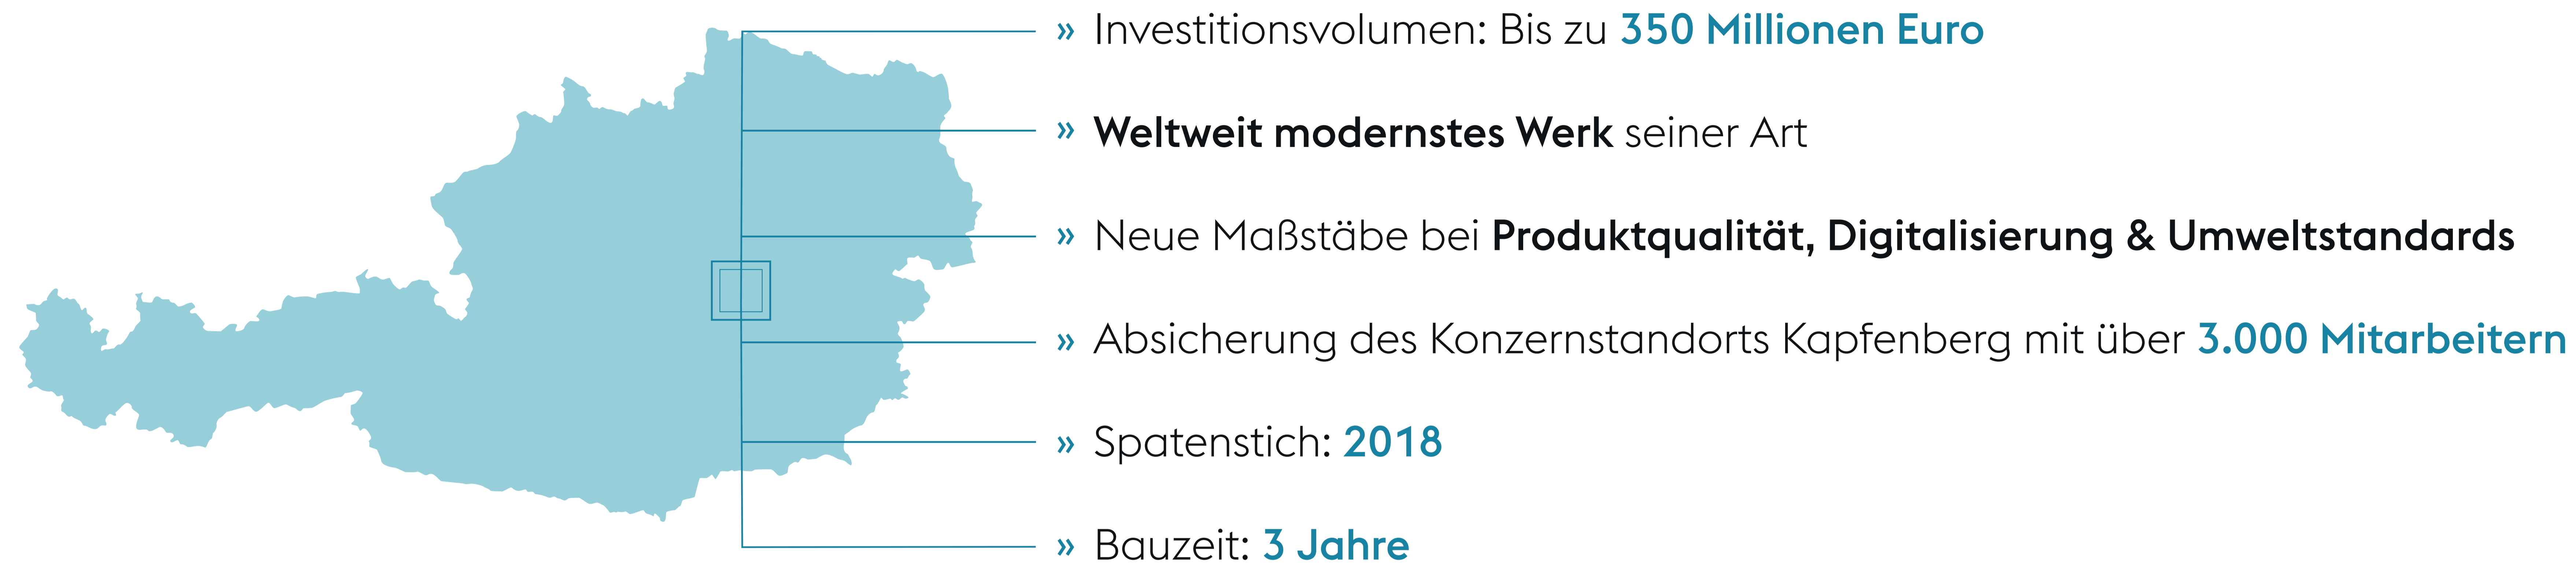 » Investitionsvolumen: Bis zu 350 Millionen Euro
» Weltweit modernstes Werk seiner Art
» Neue Maßstäbe bei Produktqualität, Digitalisierung & Umweltstandards
» Absicherung des Konzernstandorts Kapfenberg mit über 3.000 Mitarbeitern
» Spatenstich: 2018
» Bauzeit: 3 Jahre